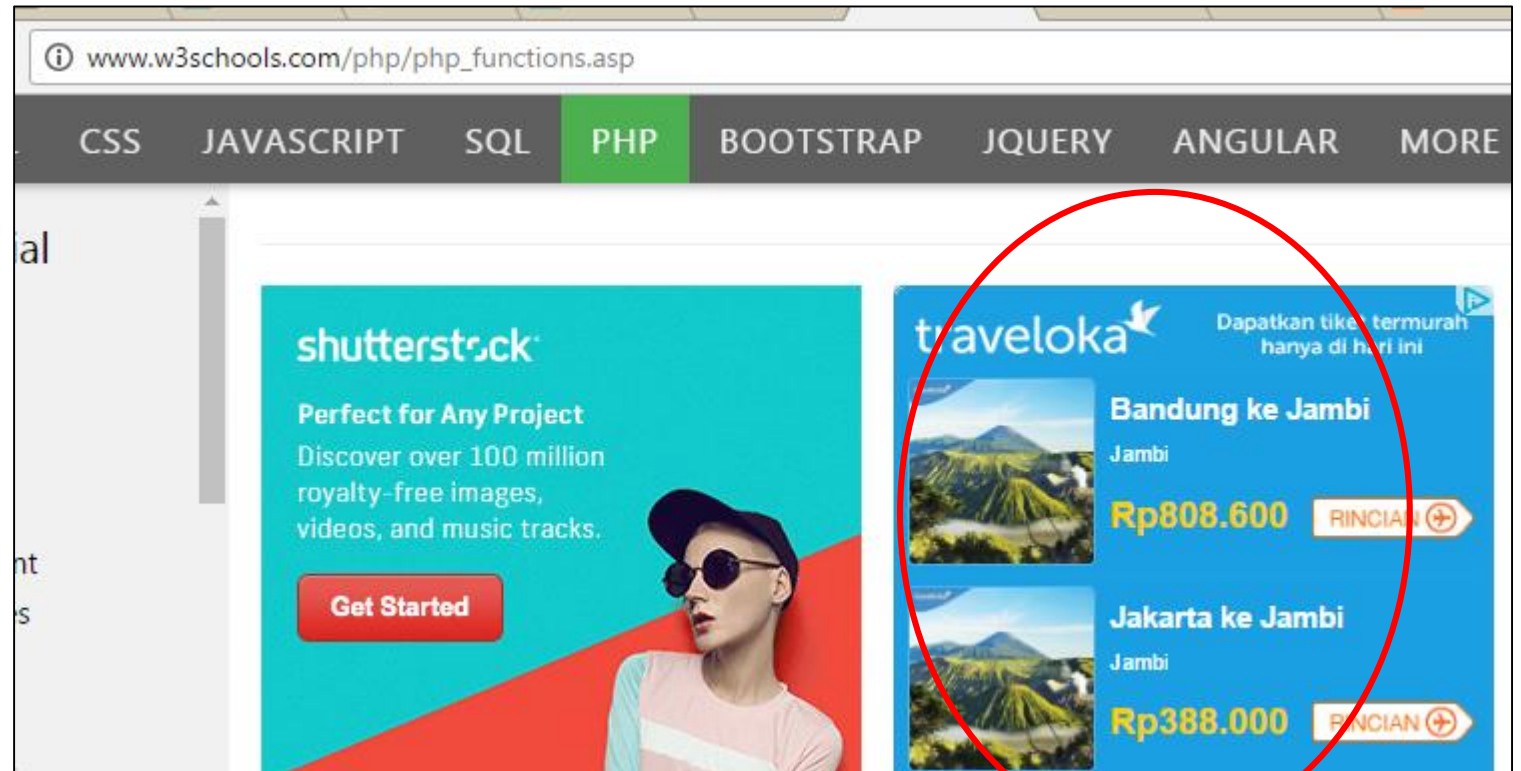 www.w3schools.com/php/php_functions.asp
CSS JAVASCRIPT SQL PHP BOOTSTRAP JQUERY ANGULAR MORE
ial
nt
es
shutterstock
Perfect for Any Project
Discover over 100 million
royalty-free images,
videos, and music tracks.
Get Started
traveloka
Dapatkan tiket termurah
hanya di hari ini
Bandung ke Jambi
Jambi
Rp808.600 RINCIAN
Jakarta ke Jambi
Jambi
Rp388.000 RINCIAN